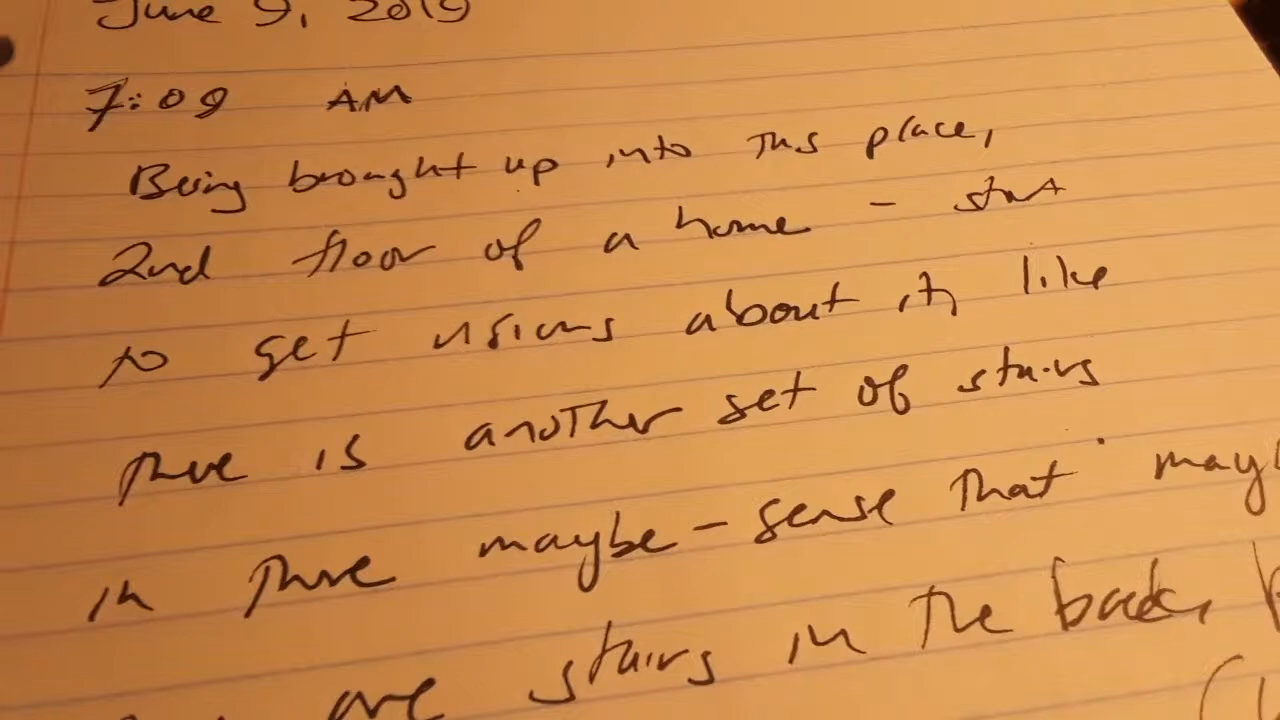 June 9, 2019
7:09 AM
Being brought up into this place,
2nd floor of a home - start
to get visions about it, like
there is another set of stairs
in there maybe - sense that may
are stairs in the back,